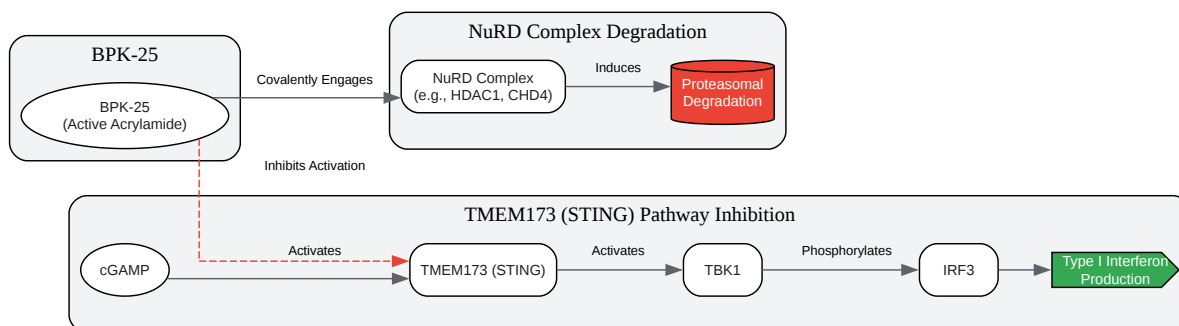 NuRD Complex Degradation
BPK-25
Covalently Engages
NuRD Complex
(e.g., HDAC1, CHD4)
Induces
Proteasomal
Degradation
BPK-25
(Active Acrylamide)
Inhibits Activation
TMEM173 (STING) Pathway Inhibition
cGAMP
Activates
TMEM173 (STING)
Activates
TBK1
Phosphorylates
IRF3
Type I Interferon
Production